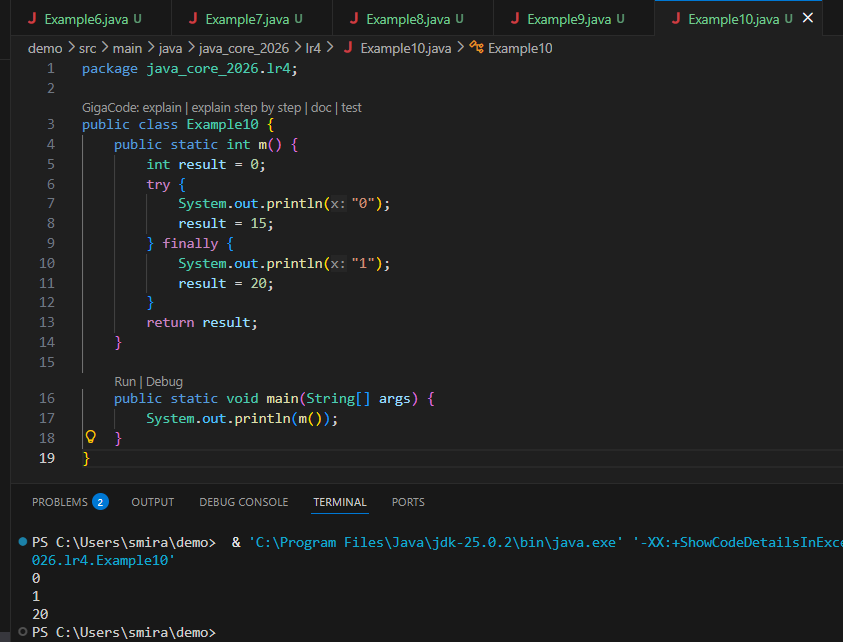 J Example6.java U J Example7.java U J Example8.java U J Example9.java U J Example10.java U ×
demo > src > main > java > java_core_2026 > lr4 > J Example10.java > Example10
1 package java_core_2026.lr4;
2
GigaCode: explain | explain step by step | doc | test
3 public class Example10 {
4 public static int m() {
5 int result = 0;
6 try {
7 System.out.println(x: "0");
8 result = 15;
9 } finally {
10 System.out.println(x: "1");
11 result = 20;
12 }
13 return result;
14 }
15
Run | Debug
16 public static void main(String[] args) {
17 System.out.println(m());
18 }
19 }
PROBLEMS 2 OUTPUT DEBUG CONSOLE TERMINAL PORTS
PS C:\Users\smira\demo> & 'C:\Program Files\Java\jdk-25.0.2\bin\java.exe' '-XX:+ShowCodeDetailsInExce
026.lr4.Example10'
0
1
20
PS C:\Users\smira\demo>